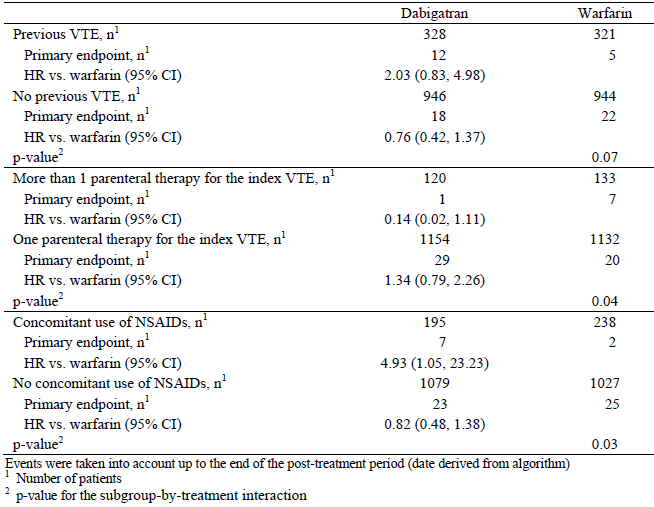 Dabigatran Warfarin
Previous VTE, n1 328 321
Primary endpoint, n1 12 5
HR vs. warfarin (95% CI) 2.03 (0.83, 4.98)
No previous VTE, n1 946 944
Primary endpoint, n1 18 22
HR vs. warfarin (95% CI) 0.76 (0.42, 1.37)
p-value2 0.07
More than 1 parenteral therapy for the index VTE, n1 120 133
Primary endpoint, n1 1 7
HR vs. warfarin (95% CI) 0.14 (0.02, 1.11)
One parenteral therapy for the index VTE, n1 1154 1132
Primary endpoint, n1 29 20
HR vs. warfarin (95% CI) 1.34 (0.79, 2.26)
p-value2 0.04
Concomitant use of NSAIDs, n1 195 238
Primary endpoint, n1 7 2
HR vs. warfarin (95% CI) 4.93 (1.05, 23.23)
No concomitant use of NSAIDs, n1 1079 1027
Primary endpoint, n1 23 25
HR vs. warfarin (95% CI) 0.82 (0.48, 1.38)
p-value2 0.03
Events were taken into account up to the end of the post-treatment period (date derived from algorithm)
1 Number of patients
2 p-value for the subgroup-by-treatment interaction